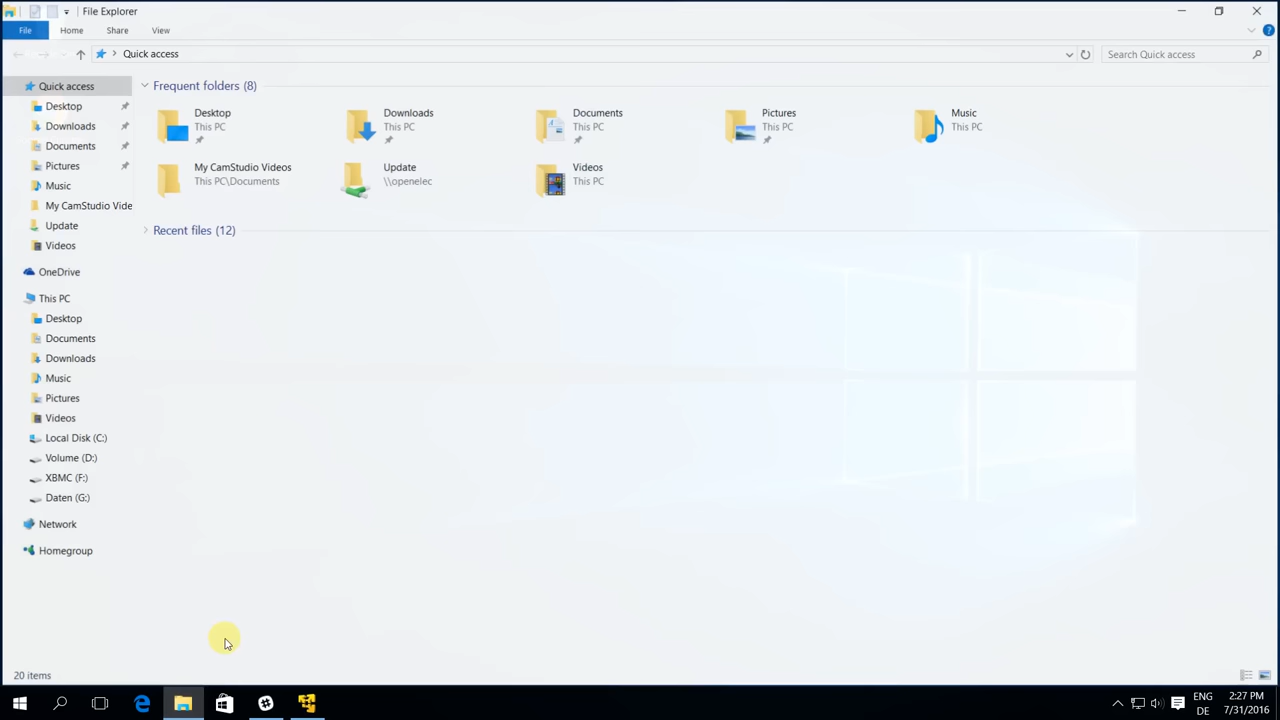 File Explorer
File Home Share View
Quick access Search Quick access
Quick access
Desktop
Downloads
Documents
Pictures
Music
My CamStudio Vide
Update
Videos
OneDrive
This PC
Desktop
Documents
Downloads
Music
Pictures
Videos
Local Disk (C:)
Volume (D:)
XBMC (F:)
Daten (G:)
Network
Homegroup
Frequent folders (8)
Desktop
This PC
Downloads
This PC
Documents
This PC
Pictures
This PC
Music
This PC
My CamStudio Videos
This PC\Documents
Update
\\openelec
Videos
This PC
Recent files (12)
20 items
ENG
DE
2:27 PM
7/31/2016